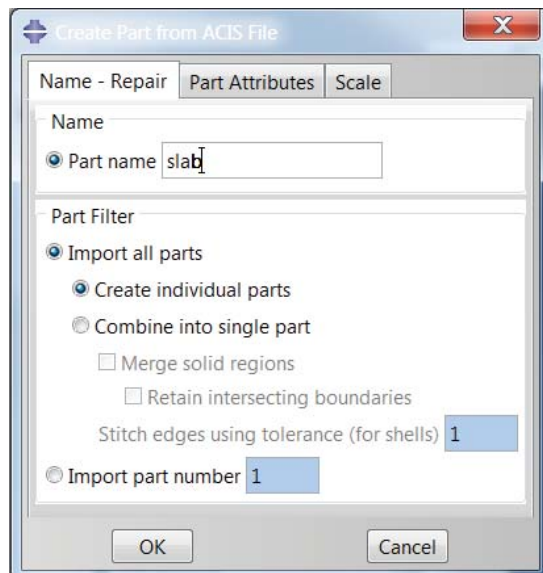 Create Part from ACIS File
Name - Repair Part Attributes Scale
Name
Part name slab
Part Filter
Import all parts
Create individual parts
Combine into single part
Merge solid regions
Retain intersecting boundaries
Stitch edges using tolerance (for shells) 1
Import part number 1
OK Cancel